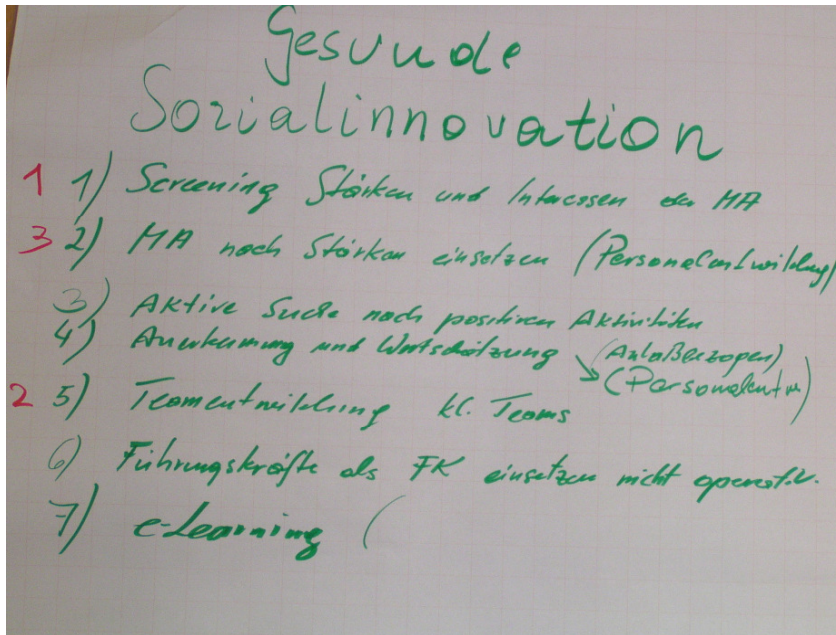 Gesunde
Sozialinnovation
1 1) Screening Stärken und Interessen der MA
3 2) MA nach Stärken einsetzen (Personalentwicklung)
3) Aktive Suche nach positiven Aktivitäten
4) Anerkennung und Wertschätzung (Anlaßbezogen)
(Personalentw)
2 5) Teamentwicklung kl. Teams
6) Führungskräfte als FK einsetzen nicht operativ.
7) e-Learning (